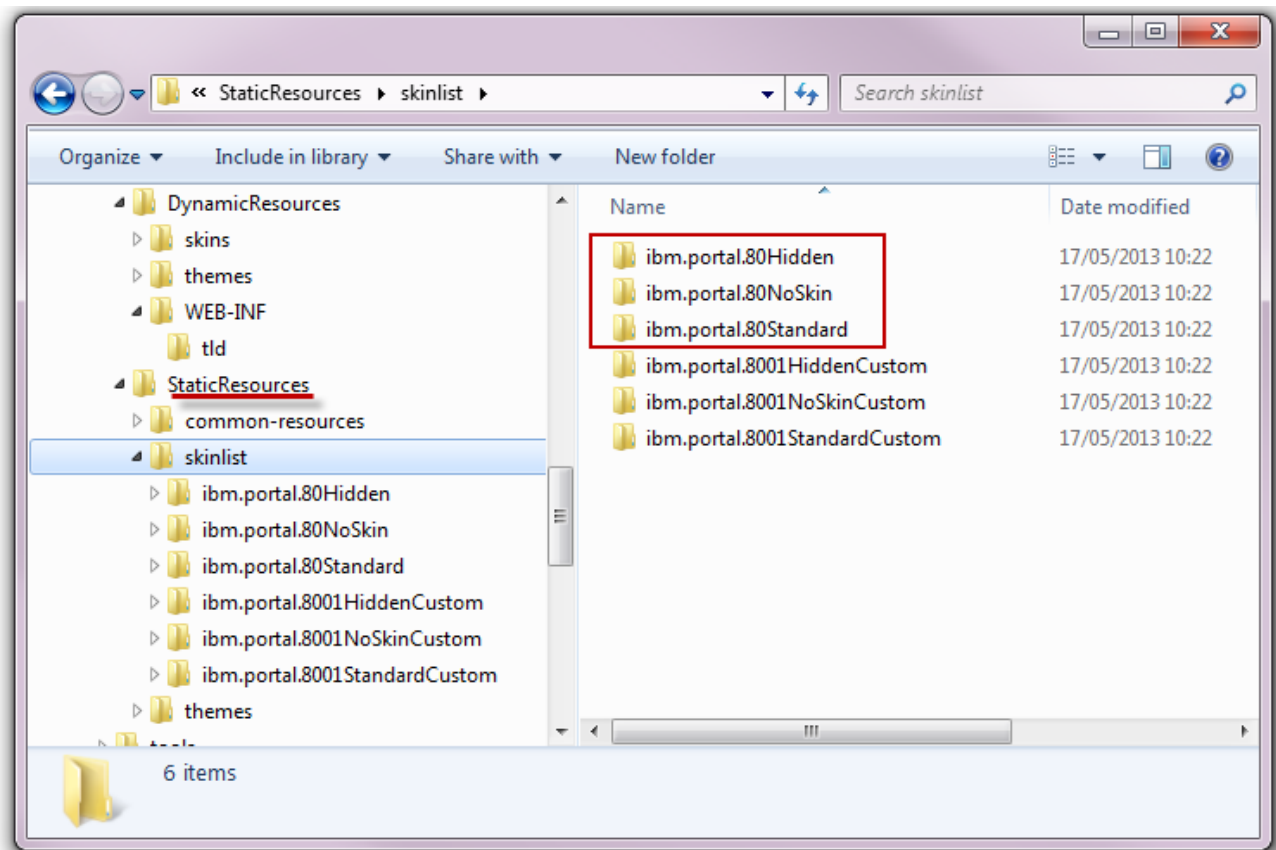 « StaticResources ▸ skinlist ▸
Search skinlist
Organize Include in library Share with New folder
DynamicResources
skins
themes
WEB-INF
tld
StaticResources
common-resources
skinlist
ibm.portal.80Hidden
ibm.portal.80NoSkin
ibm.portal.80Standard
ibm.portal.8001HiddenCustom
ibm.portal.8001NoSkinCustom
ibm.portal.8001StandardCustom
themes
Name Date modified
ibm.portal.80Hidden 17/05/2013 10:22
ibm.portal.80NoSkin 17/05/2013 10:22
ibm.portal.80Standard 17/05/2013 10:22
ibm.portal.8001HiddenCustom 17/05/2013 10:22
ibm.portal.8001NoSkinCustom 17/05/2013 10:22
ibm.portal.8001StandardCustom 17/05/2013 10:22
6 items